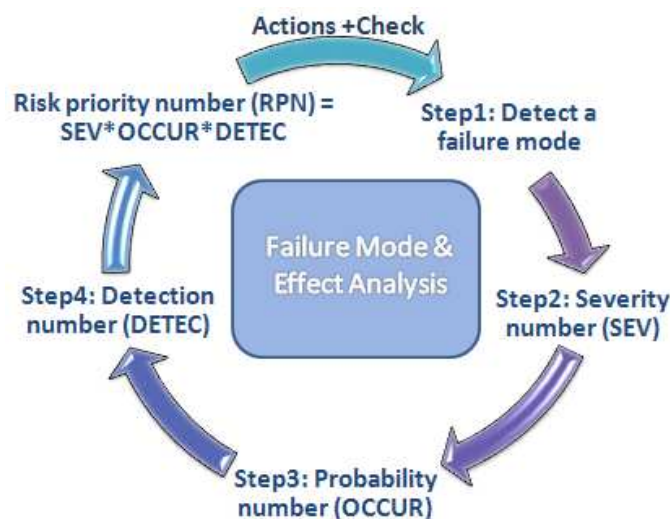 Actions +Check
Risk priority number (RPN) =
SEV*OCCUR*DETEC
Step1: Detect a
failure mode
Failure Mode &
Effect Analysis
Step4: Detection
number (DETEC)
Step2: Severity
number (SEV)
Step3: Probability
number (OCCUR)